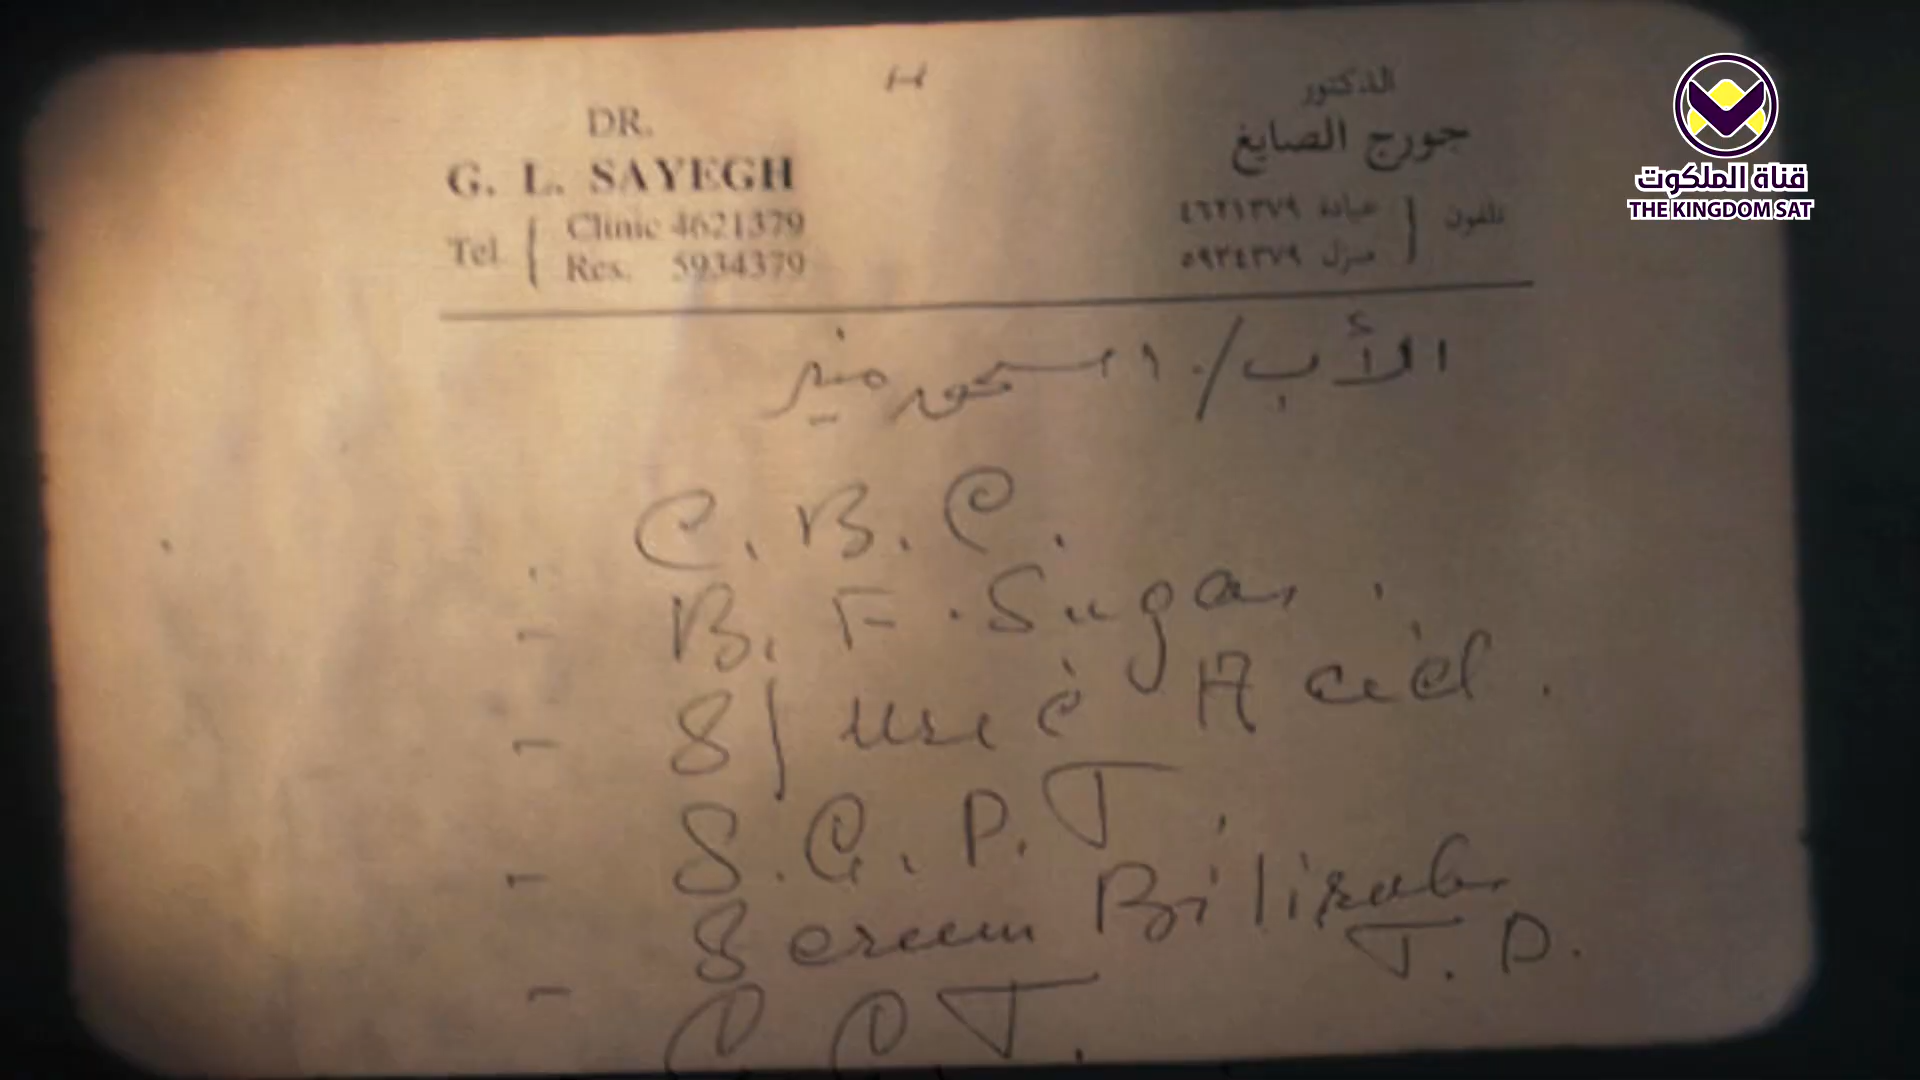 DR.
G. L. SAYEGH
Tel { Clinic 4621379
Res. 5934379
الدكتور
جورج الصايغ
تلفون { عيادة ٤٦٢١٣٧٩
منزل ٥٩٣٤٣٧٩
قناة الملكوت
THE KINGDOM SAT
الأب /
C. B. C.
- B. F. Sugar.
- S/ Uric Acid.
- S. G. P. T.
- Serum Bilirubin
T. D.